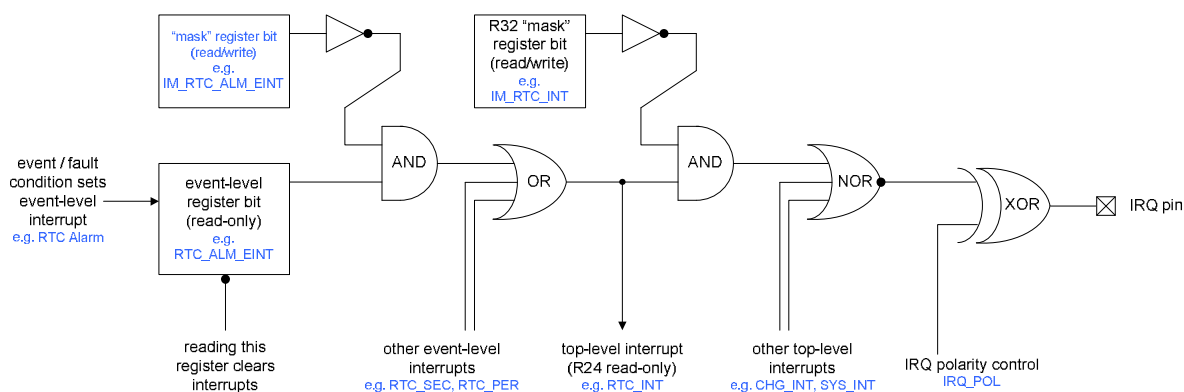 “mask” register bit
(read/write)
e.g.
IM_RTC_ALM_EINT
R32 “mask”
register bit
(read/write)
e.g.
IM_RTC_INT
AND
OR
AND
NOR
XOR
IRQ pin
event / fault
condition sets
event-level
interrupt
e.g. RTC Alarm
event-level
register bit
(read-only)
e.g.
RTC_ALM_EINT
reading this
register clears
interrupts
other event-level
interrupts
e.g. RTC_SEC, RTC_PER
top-level interrupt
(R24 read-only)
e.g. RTC_INT
other top-level
interrupts
e.g. CHG_INT, SYS_INT
IRQ polarity control
IRQ_POL